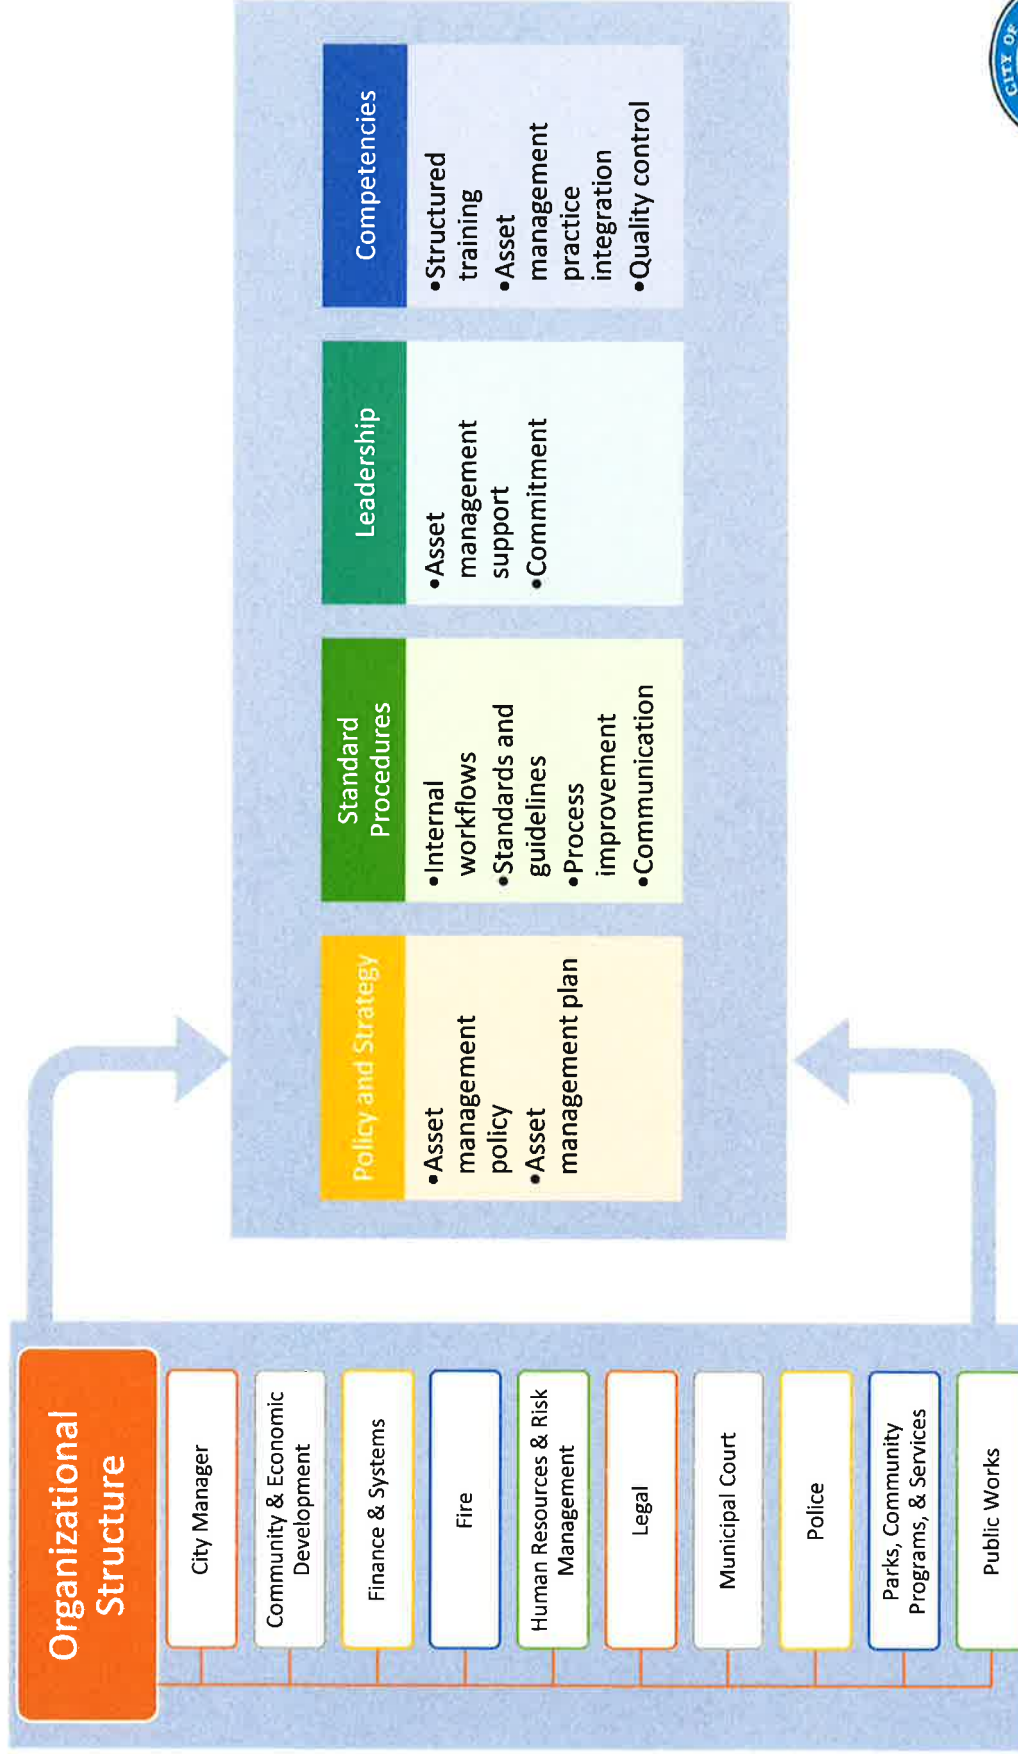 Organizational
Structure
City Manager
Community & Economic
Development
Finance & Systems
Fire
Human Resources & Risk
Management
Legal
Municipal Court
Police
Parks, Community
Programs, & Services
Public Works
Policy and Strategy
•Asset
management
policy
•Asset
management plan
Standard
Procedures
•Internal
workflows
•Standards and
guidelines
•Process
improvement
•Communication
Leadership
•Asset
management
support
•Commitment
Competencies
•Structured
training
•Asset
management
practice
integration
•Quality control
CITY OF